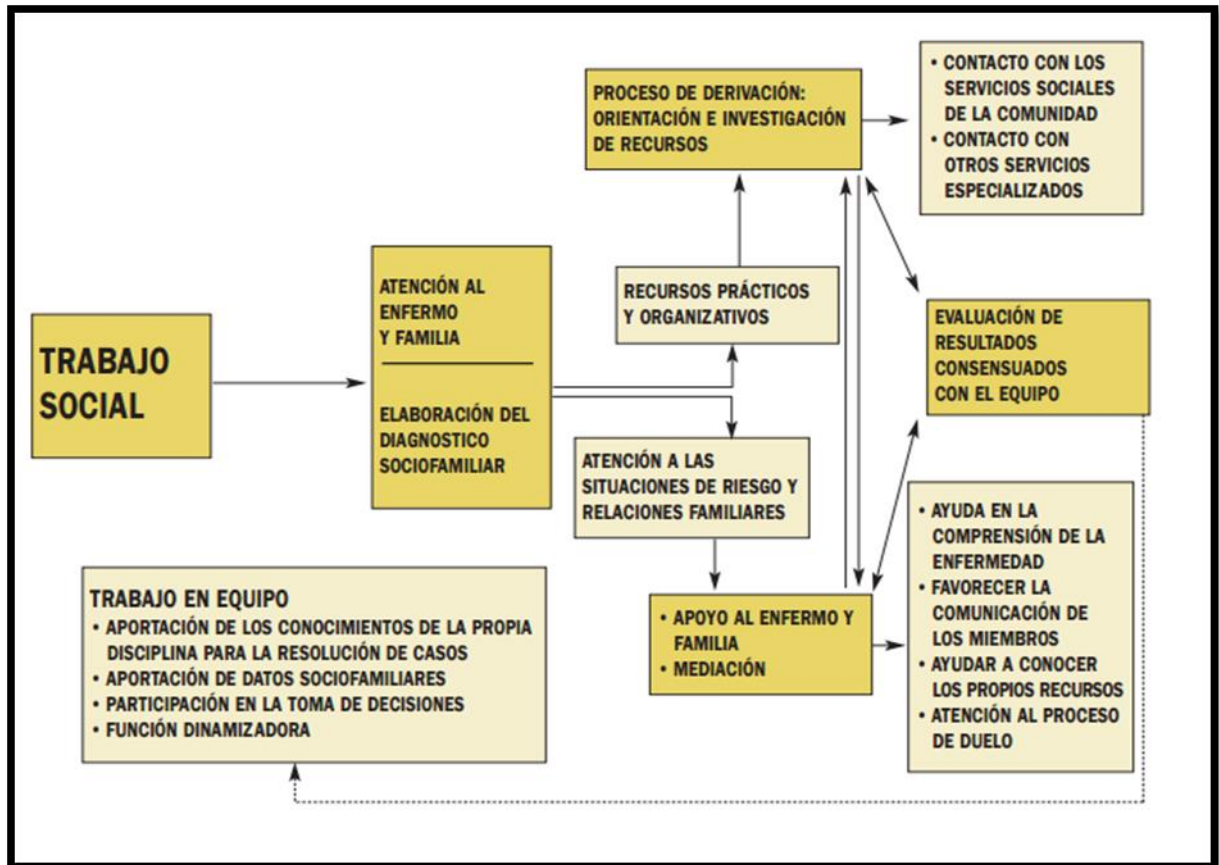 TRABAJO
SOCIAL
ATENCIÓN AL
ENFERMO
Y FAMILIA
ELABORACIÓN DEL
DIAGNOSTICO
SOCIOFAMILIAR
PROCESO DE DERIVACIÓN:
ORIENTACIÓN E INVESTIGACIÓN
DE RECURSOS
• CONTACTO CON LOS
SERVICIOS SOCIALES
DE LA COMUNIDAD
• CONTACTO CON
OTROS SERVICIOS
ESPECIALIZADOS
RECURSOS PRÁCTICOS
Y ORGANIZATIVOS
EVALUACIÓN DE
RESULTADOS
CONSENSUADOS
CON EL EQUIPO
ATENCIÓN A LAS
SITUACIONES DE RIESGO Y
RELACIONES FAMILIARES
• APOYO AL ENFERMO Y
FAMILIA
• MEDIACIÓN
• AYUDA EN LA
COMPRENSIÓN DE LA
ENFERMEDAD
• FAVORECER LA
COMUNICACIÓN DE
LOS MIEMBROS
• AYUDAR A CONOCER
LOS PROPIOS RECURSOS
• ATENCIÓN AL PROCESO
DE DUELO
TRABAJO EN EQUIPO
• APORTACIÓN DE LOS CONOCIMIENTOS DE LA PROPIA
DISCIPLINA PARA LA RESOLUCIÓN DE CASOS
• APORTACIÓN DE DATOS SOCIOFAMILIARES
• PARTICIPACIÓN EN LA TOMA DE DECISIONES
• FUNCIÓN DINAMIZADORA